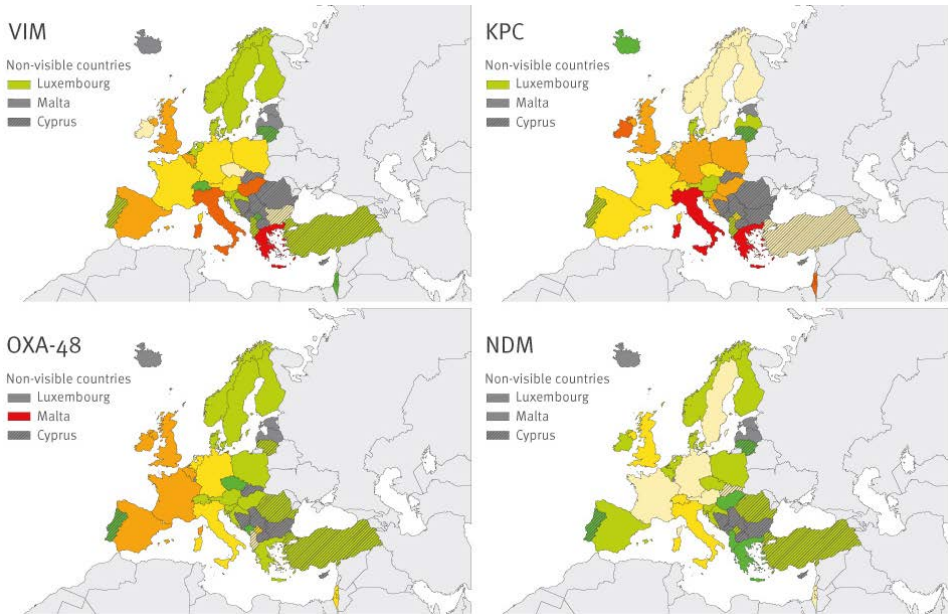 VIM
Non-visible countries
Luxembourg
Malta
Cyprus
KPC
Non-visible countries
Luxembourg
Malta
Cyprus
OXA-48
Non-visible countries
Luxembourg
Malta
Cyprus
NDM
Non-visible countries
Luxembourg
Malta
Cyprus